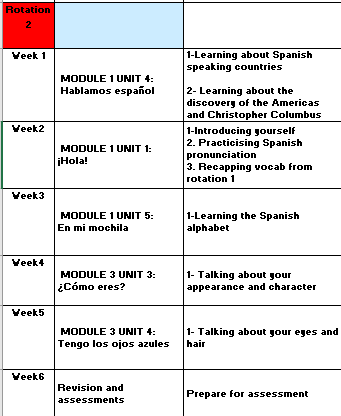 Rotation
2
Week 1
MODULE 1 UNIT 4:
Hablamos español
1-Learning about Spanish
speaking countries
2- Learning about the
discovery of the Americas
and Christopher Columbus
Week2
MODULE 1 UNIT 1:
¡Hola!
1-Introducing yourself
2. Practicising Spanish
pronunciation
3. Recapping vocab from
rotation 1
Week3
MODULE 1 UNIT 5:
En mi mochila
1-Learning the Spanish
alphabet
Week4
MODULE 3 UNIT 3:
¿Cómo eres?
1- Talking about your
appearance and character
Week5
MODULE 3 UNIT 4:
Tengo los ojos azules
1- Talking about your eyes and
hair
Week6
Revision and
assessments
Prepare for assessment